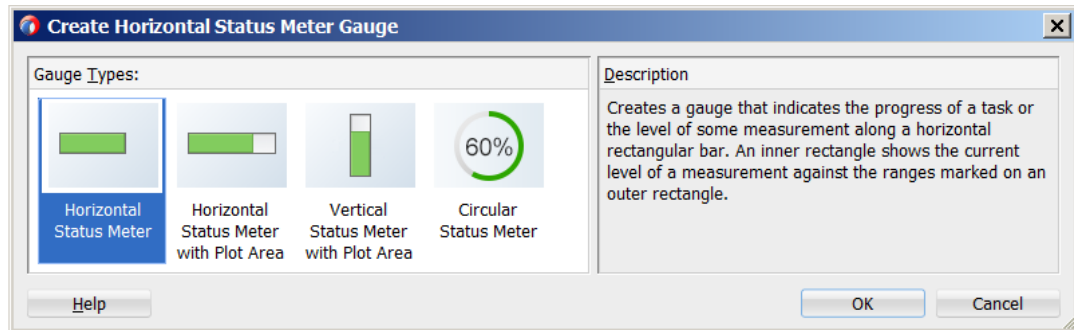 Create Horizontal Status Meter Gauge
Gauge Types:
60%
Horizontal
Status Meter
Horizontal
Status Meter
with Plot Area
Vertical
Status Meter
with Plot Area
Circular
Status Meter
Description
Creates a gauge that indicates the progress of a task or
the level of some measurement along a horizontal
rectangular bar. An inner rectangle shows the current
level of a measurement against the ranges marked on an
outer rectangle.
Help
OK
Cancel